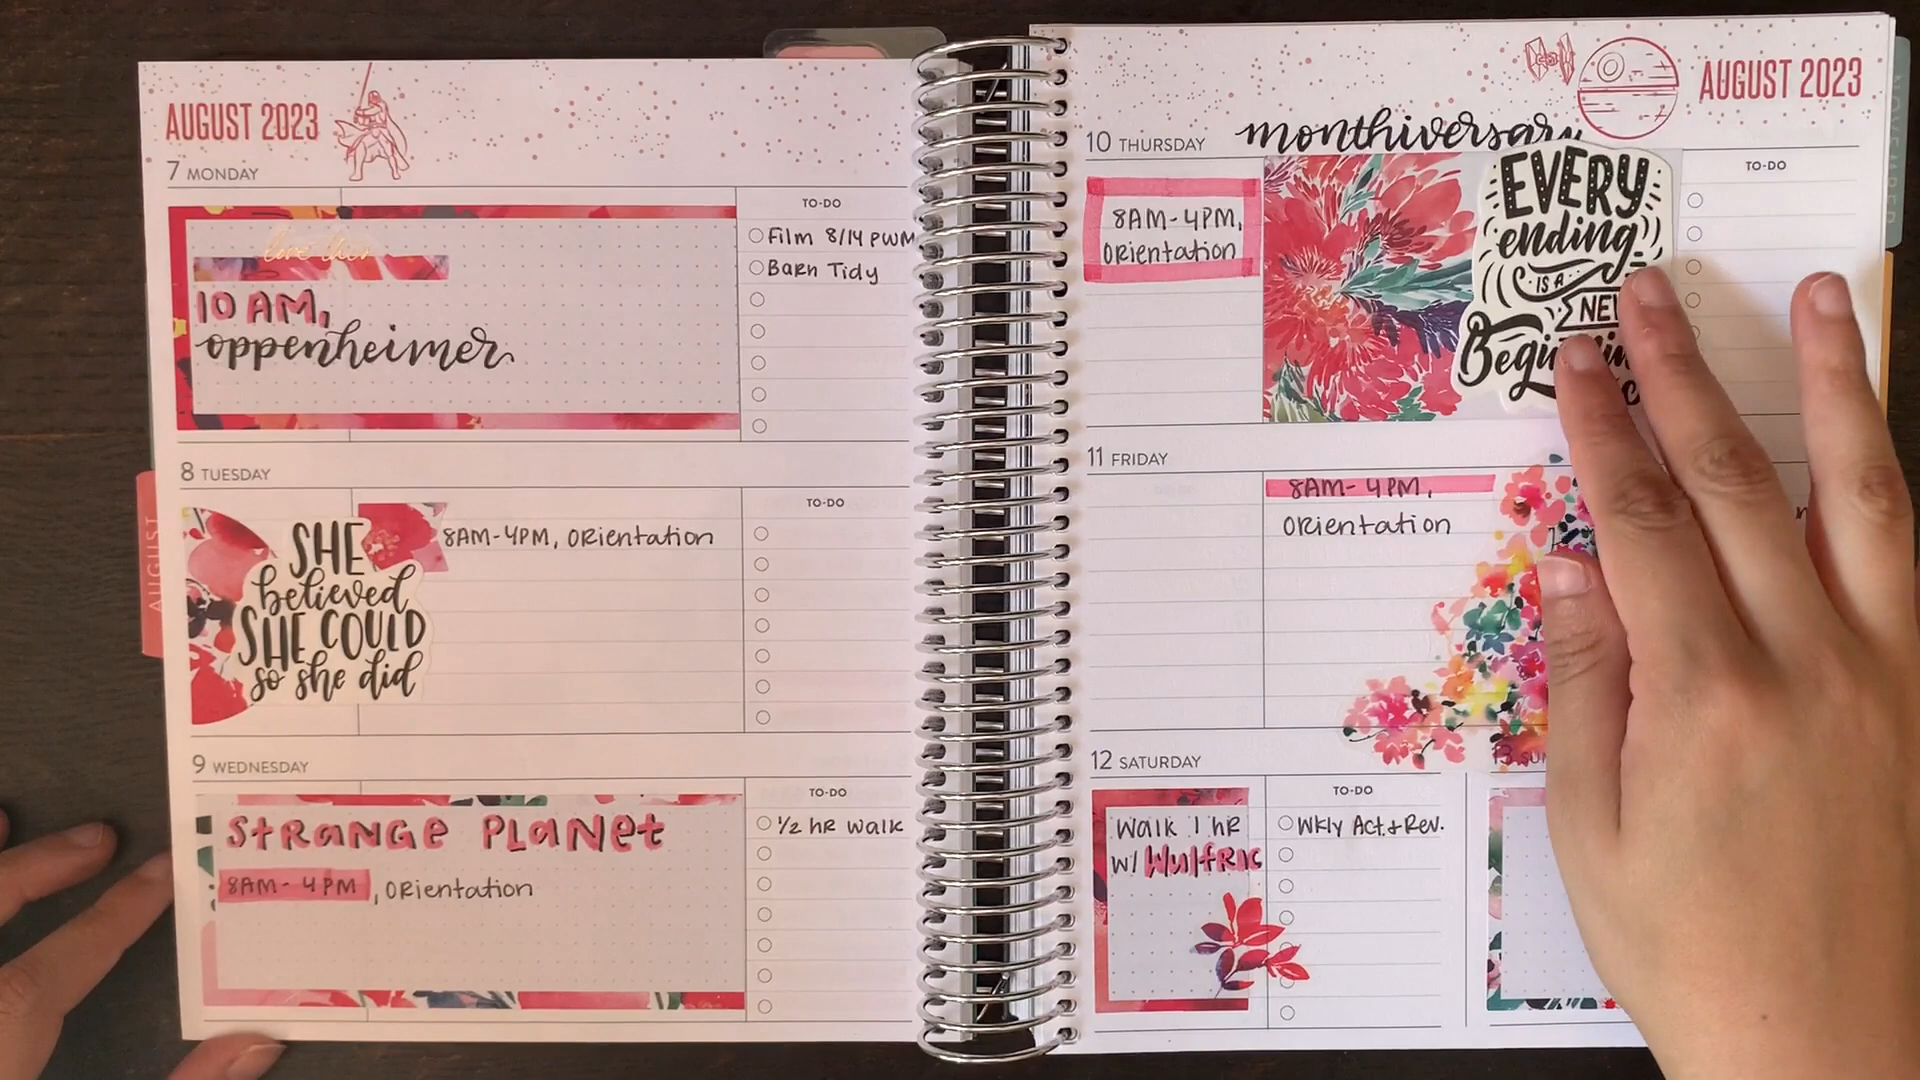 AUGUST 2023
7 MONDAY
10 AM,
oppenheimer
TO-DO
Film 8/14 PWM
Barn Tidy
8 TUESDAY
SHE
believed
SHE COULD
so she did
8AM-4PM, Orientation
TO-DO
9 WEDNESDAY
StRANGe PLaNet
8AM-4PM, Orientation
TO-DO
1/2 hr walk
AUGUST
AUGUST 2023
10 THURSDAY
monthiversary
8AM-4PM,
Orientation
EVERY
ending
IS A
TO-DO
11 FRIDAY
8AM-4PM,
Orientation
12 SATURDAY
Walk 1 hr
w/ Wulfric
TO-DO
Wkly Act.+Rev.
13
NOVEMBER